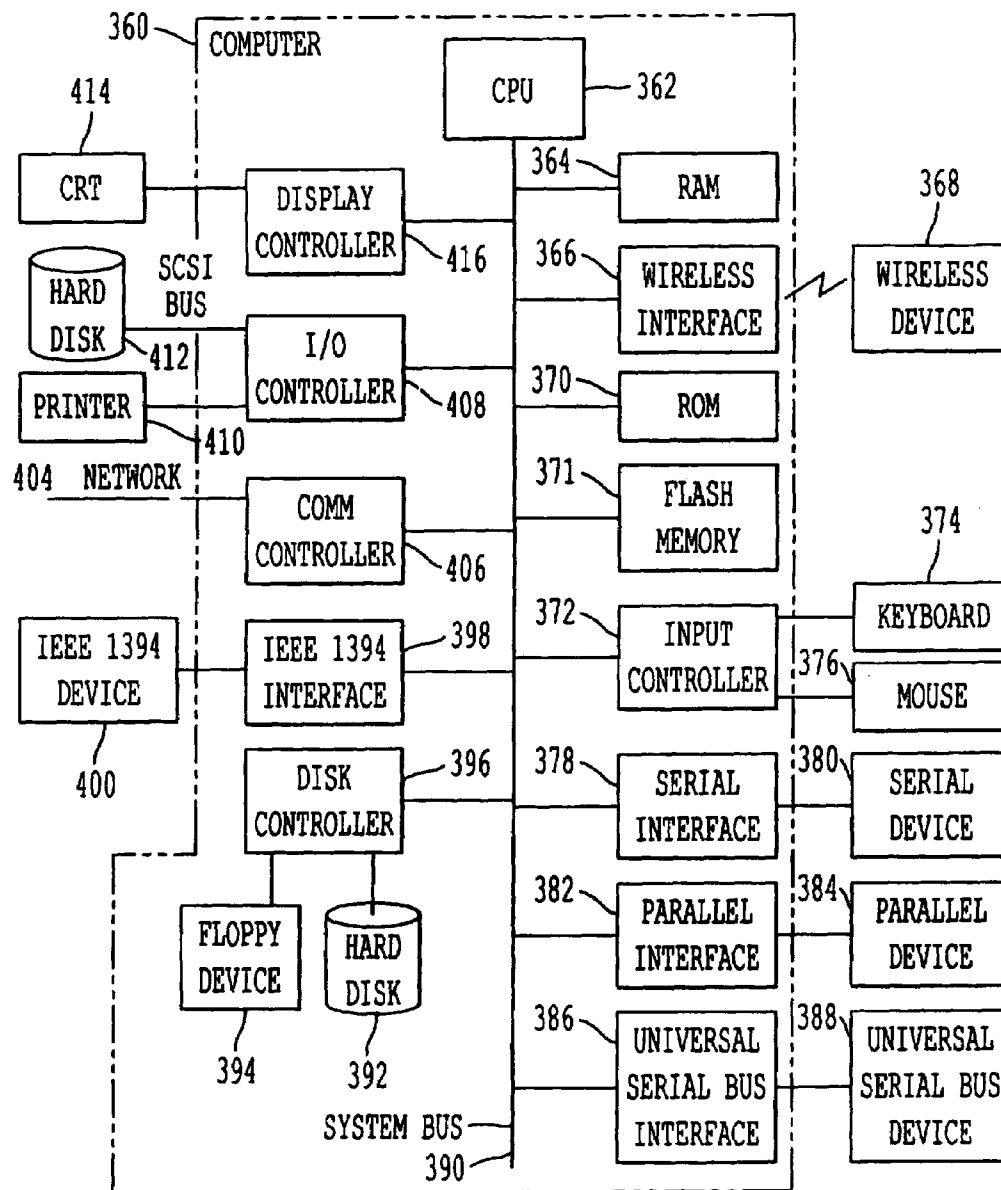 360
COMPUTER
414
CPU
362
CRT
DISPLAY
CONTROLLER
416
364
RAM
368
HARD
DISK
412
SCSI
BUS
366
WIRELESS
INTERFACE
WIRELESS
DEVICE
I/O
CONTROLLER
408
PRINTER
410
370
ROM
404 NETWORK
COMM
CONTROLLER
406
371
FLASH
MEMORY
374
KEYBOARD
IEEE 1394
DEVICE
400
IEEE 1394
INTERFACE
398
372
INPUT
CONTROLLER
376
MOUSE
DISK
CONTROLLER
396
378
SERIAL
INTERFACE
380
SERIAL
DEVICE
FLOPPY
DEVICE
394
HARD
DISK
392
382
PARALLEL
INTERFACE
384
PARALLEL
DEVICE
386
UNIVERSAL
SERIAL BUS
INTERFACE
388
UNIVERSAL
SERIAL BUS
DEVICE
SYSTEM BUS
390